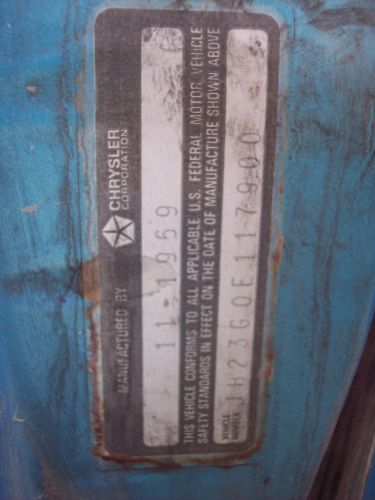 MANUFACTURED BY CHRYSLER CORPORATION
11-1969
THIS VEHICLE CONFORMS TO ALL APPLICABLE U.S. FEDERAL MOTOR VEHICLE
SAFETY STANDARDS IN EFFECT ON THE DATE OF MANUFACTURE SHOWN ABOVE
VEHICLE NUMBER JH23G0E117900